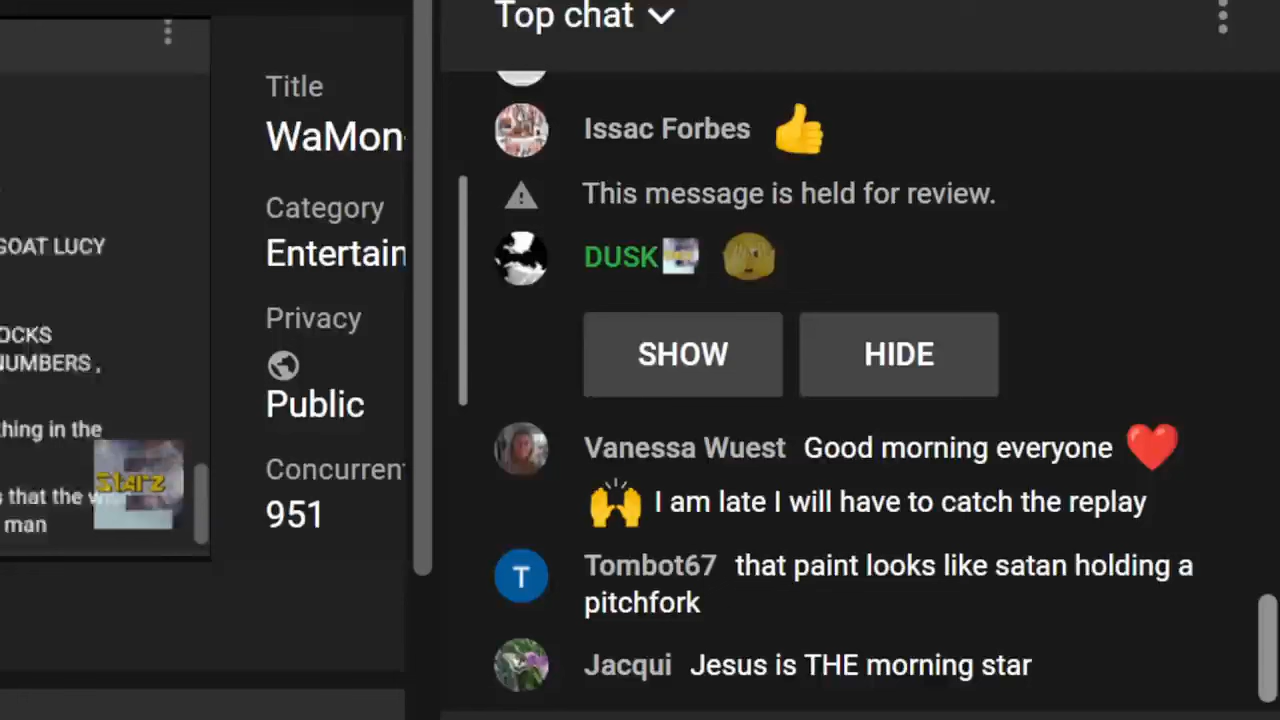 Top chat
Issac Forbes 👍
This message is held for review.
DUSK
SHOW
HIDE
Vanessa Wuest Good morning everyone ❤️
🙌 I am late I will have to catch the replay
Tombot67 that paint looks like satan holding a
pitchfork
Jacqui Jesus is THE morning star
Title
WaMon
Category
Entertain
Privacy
Public
Concurren
951
GOAT LUCY
OCKS
NUMBERS ,
hing in the
s that the w
man
Starz